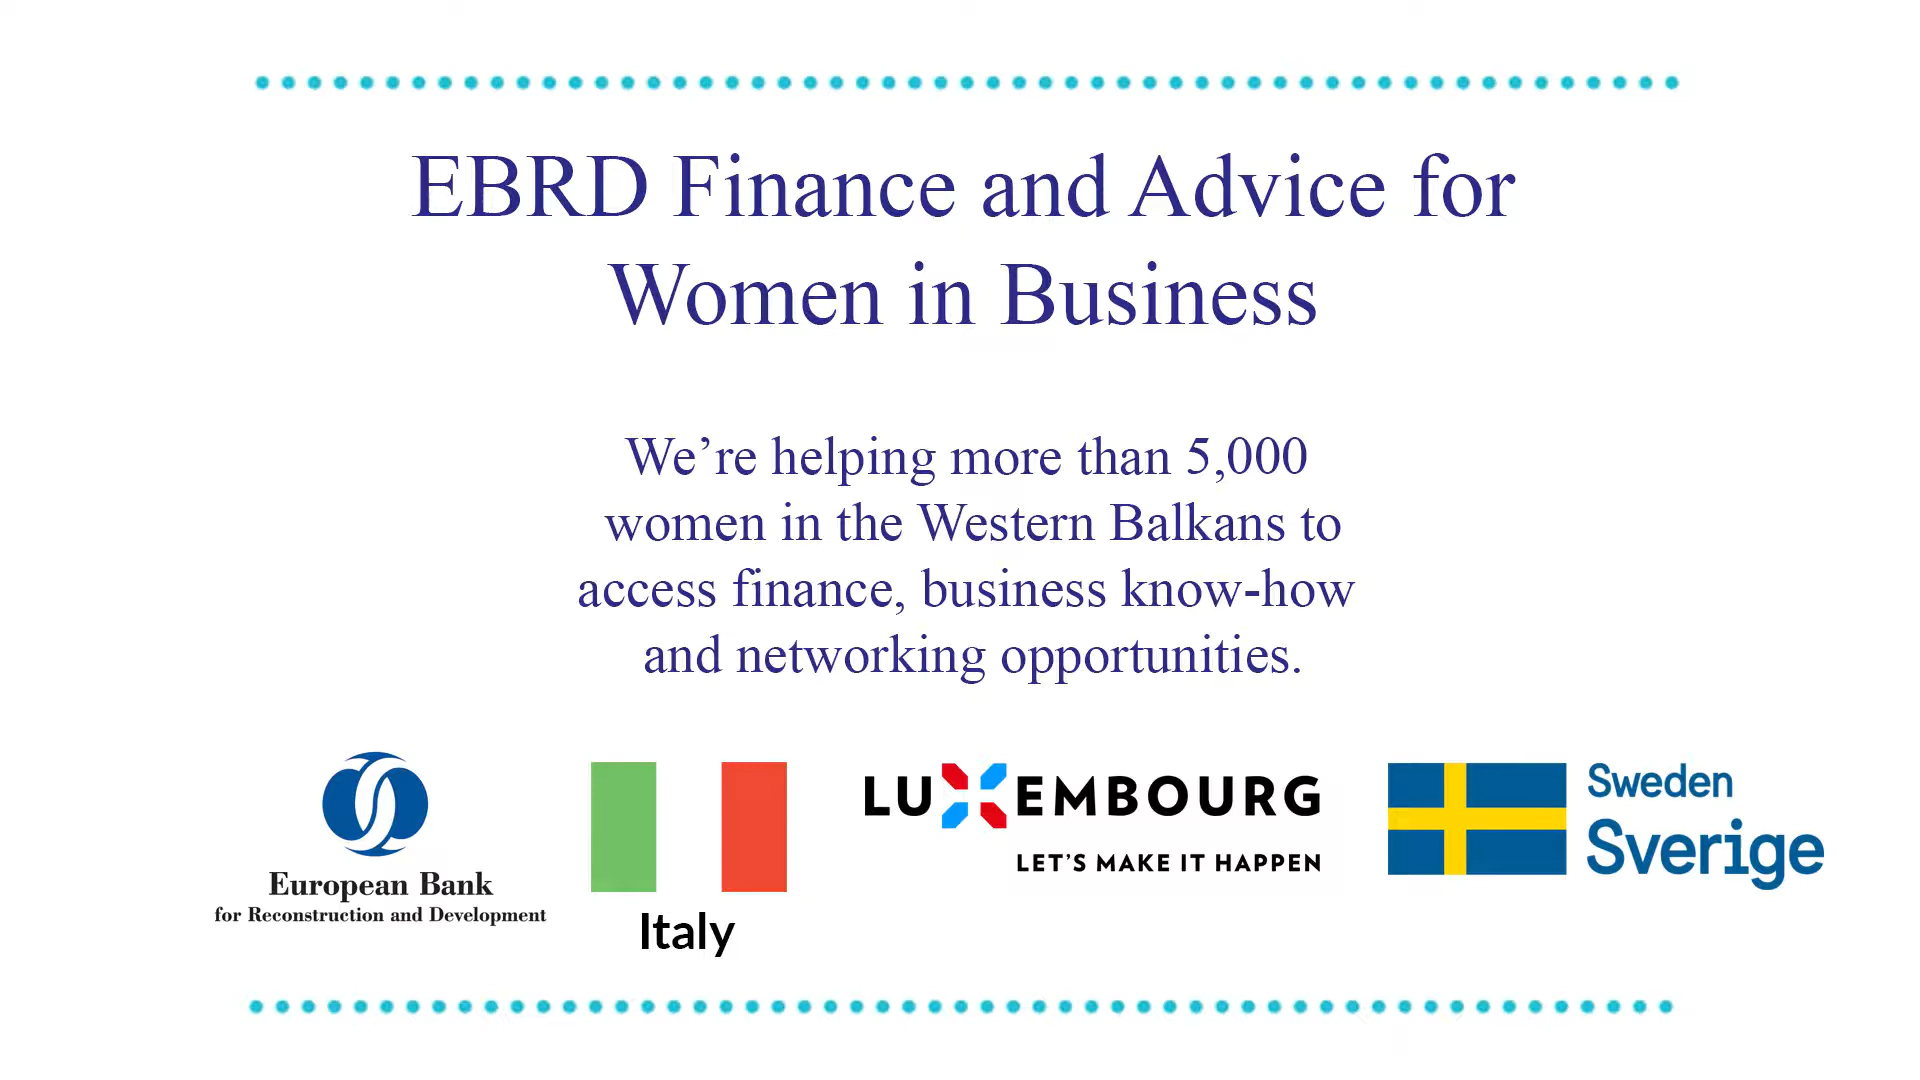 EBRD Finance and Advice for
Women in Business
We’re helping more than 5,000
women in the Western Balkans to
access finance, business know-how
and networking opportunities.
European Bank
for Reconstruction and Development
Italy
LUXEMBOURG
LET’S MAKE IT HAPPEN
Sweden
Sverige